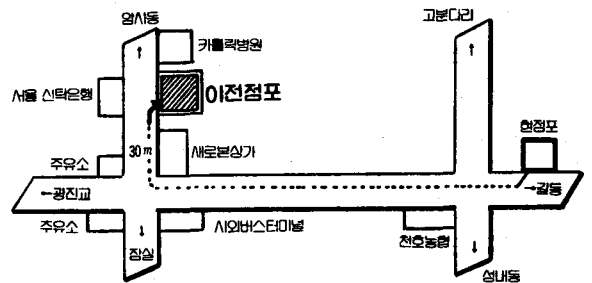 암사동
고분다리
카톨릭병원
서울 신탁은행
이전점포
현점포
30m
새로본상가
주유소
←광진교
→길동
주유소
시외버스터미널
천호농협
잠실
성내동